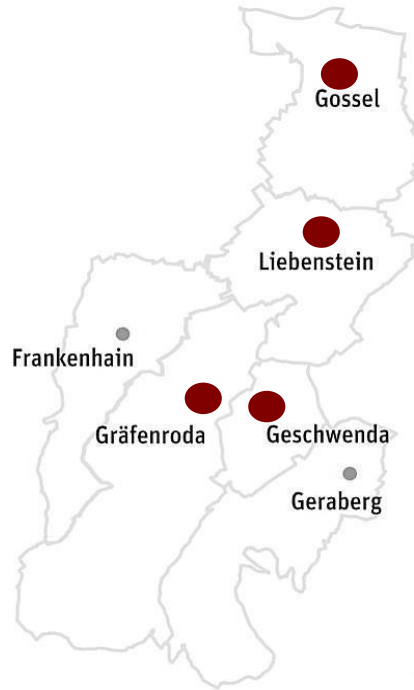 Gossel
Liebenstein
Frankenhain
Gräfenroda
Geschwenda
Geraberg